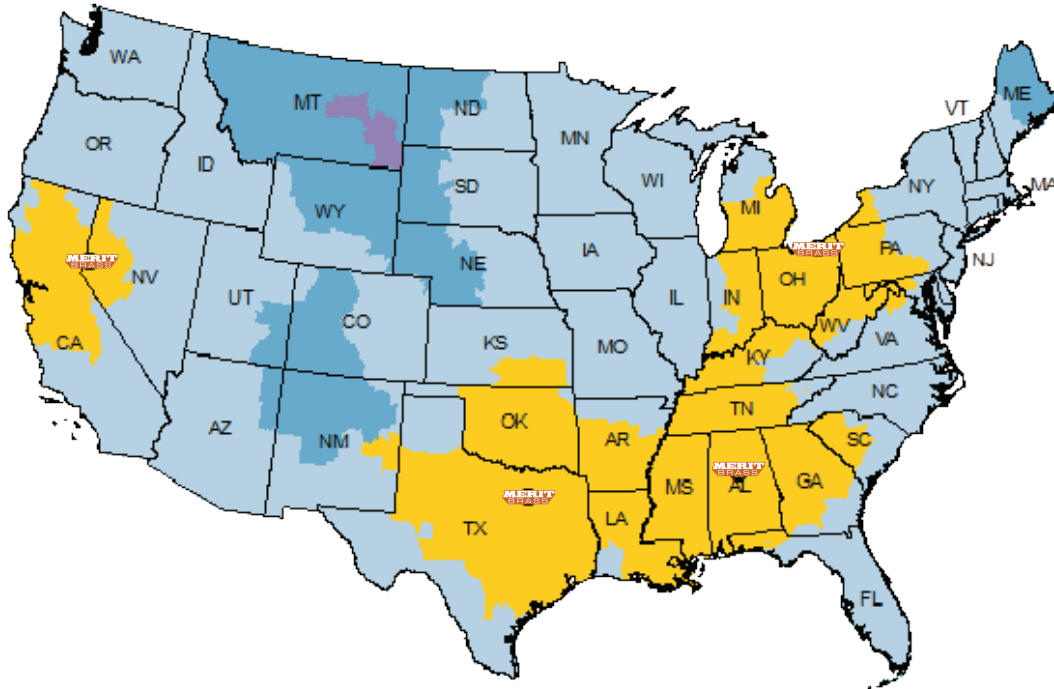 WA
MT
ND
MN
VT
ME
OR
ID
SD
WI
NY
MA
WY
MI
MERIT
BRASS
NV
NE
IA
MERIT
BRASS
PA
NJ
UT
IL
IN
OH
CA
CO
KS
MO
WV
VA
KY
AZ
NM
OK
AR
TN
NC
SC
MERIT
BRASS
MERIT
BRASS
MS
AL
GA
TX
LA
FL